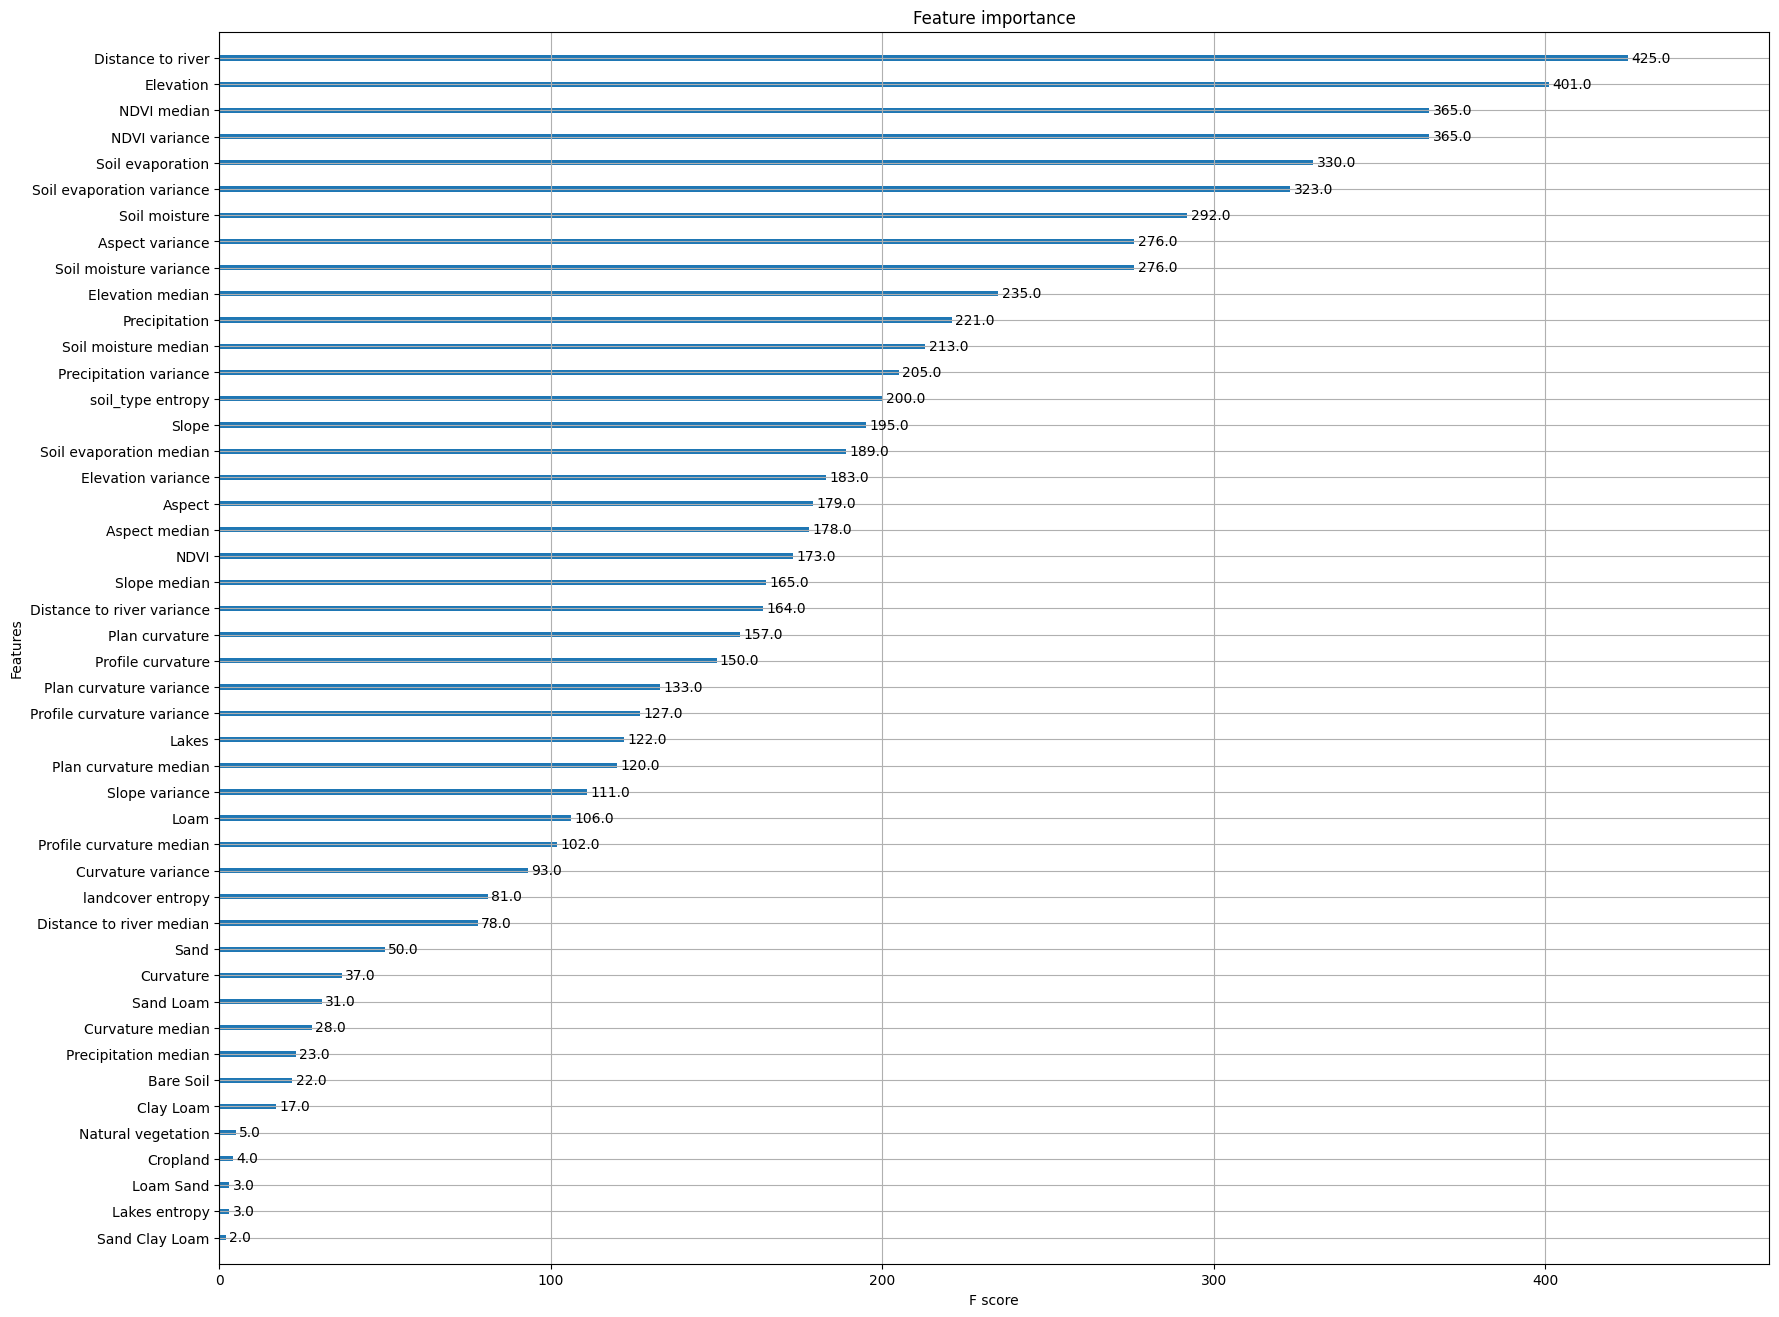 Feature importance
Distance to river 425.0
Elevation 401.0
NDVI median 365.0
NDVI variance 365.0
Soil evaporation 330.0
Soil evaporation variance 323.0
Soil moisture 292.0
Aspect variance 276.0
Soil moisture variance 276.0
Elevation median 235.0
Precipitation 221.0
Soil moisture median 213.0
Precipitation variance 205.0
soil_type entropy 200.0
Slope 195.0
Soil evaporation median 189.0
Elevation variance 183.0
Aspect 179.0
Aspect median 178.0
NDVI 173.0
Slope median 165.0
Distance to river variance 164.0
Plan curvature 157.0
Features
Profile curvature 150.0
Plan curvature variance 133.0
Profile curvature variance 127.0
Lakes 122.0
Plan curvature median 120.0
Slope variance 111.0
Loam 106.0
Profile curvature median 102.0
Curvature variance 93.0
landcover entropy 81.0
Distance to river median 78.0
Sand 50.0
Curvature 37.0
Sand Loam 31.0
Curvature median 28.0
Precipitation median 23.0
Bare Soil 22.0
Clay Loam 17.0
Natural vegetation 5.0
Cropland 4.0
Loam Sand 3.0
Lakes entropy 3.0
Sand Clay Loam 2.0
0 100 200 300 400
F score